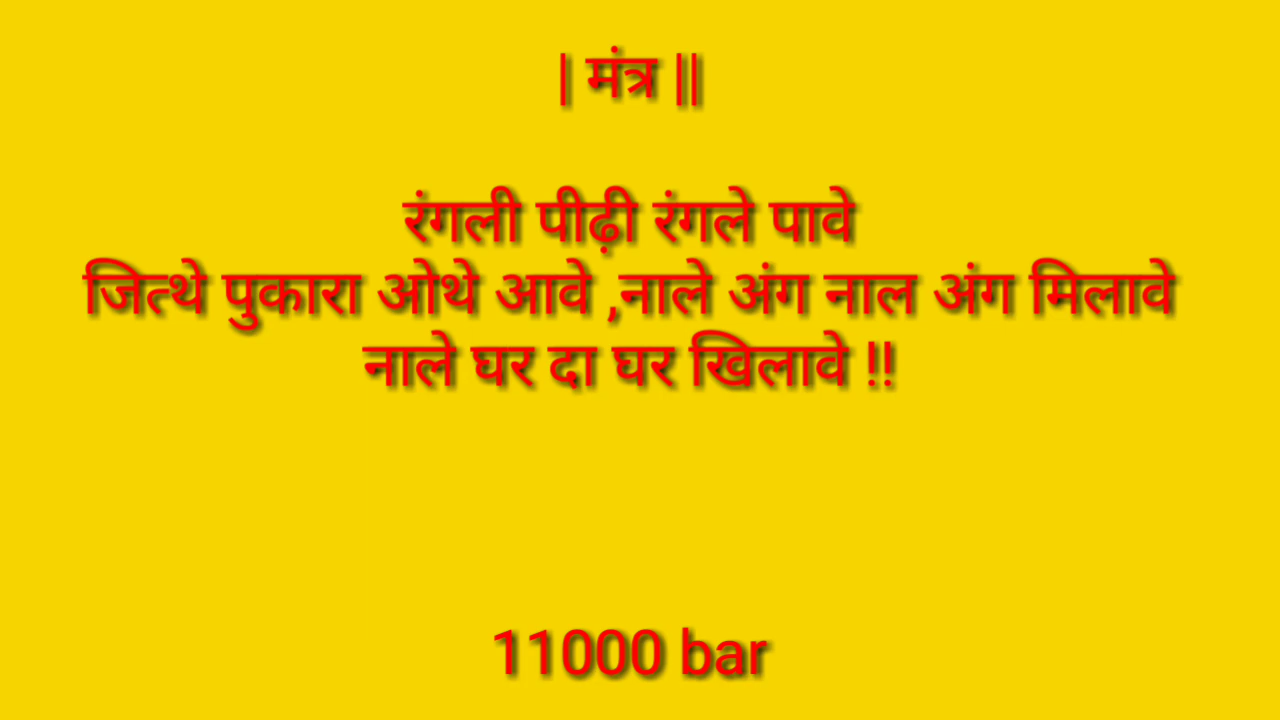 | मंत्र ||
रंगली पीढ़ी रंगले पावे
जित्थे पुकारा ओथे आवे ,नाले अंग नाल अंग मिलावे
नाले घर दा घर खिलावे !!
11000 bar